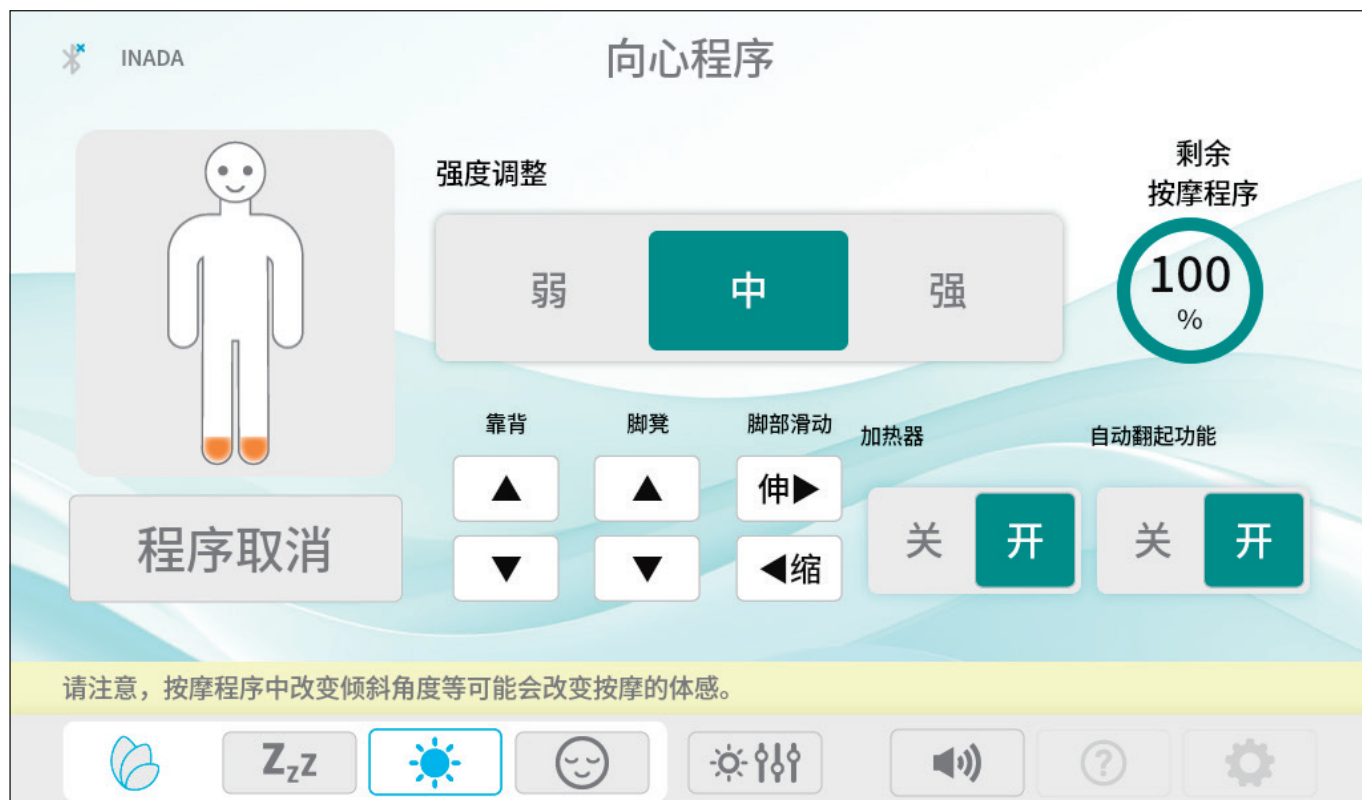 INADA
向心程序
强度调整
弱 中 强
剩余
按摩程序
100
%
靠背 脚凳 脚部滑动 加热器 自动翻起功能
▲ ▲ 伸▶
▼ ▼ ◀缩
关 开 关 开
程序取消
请注意，按摩程序中改变倾斜角度等可能会改变按摩的体感。
ZzZ
?